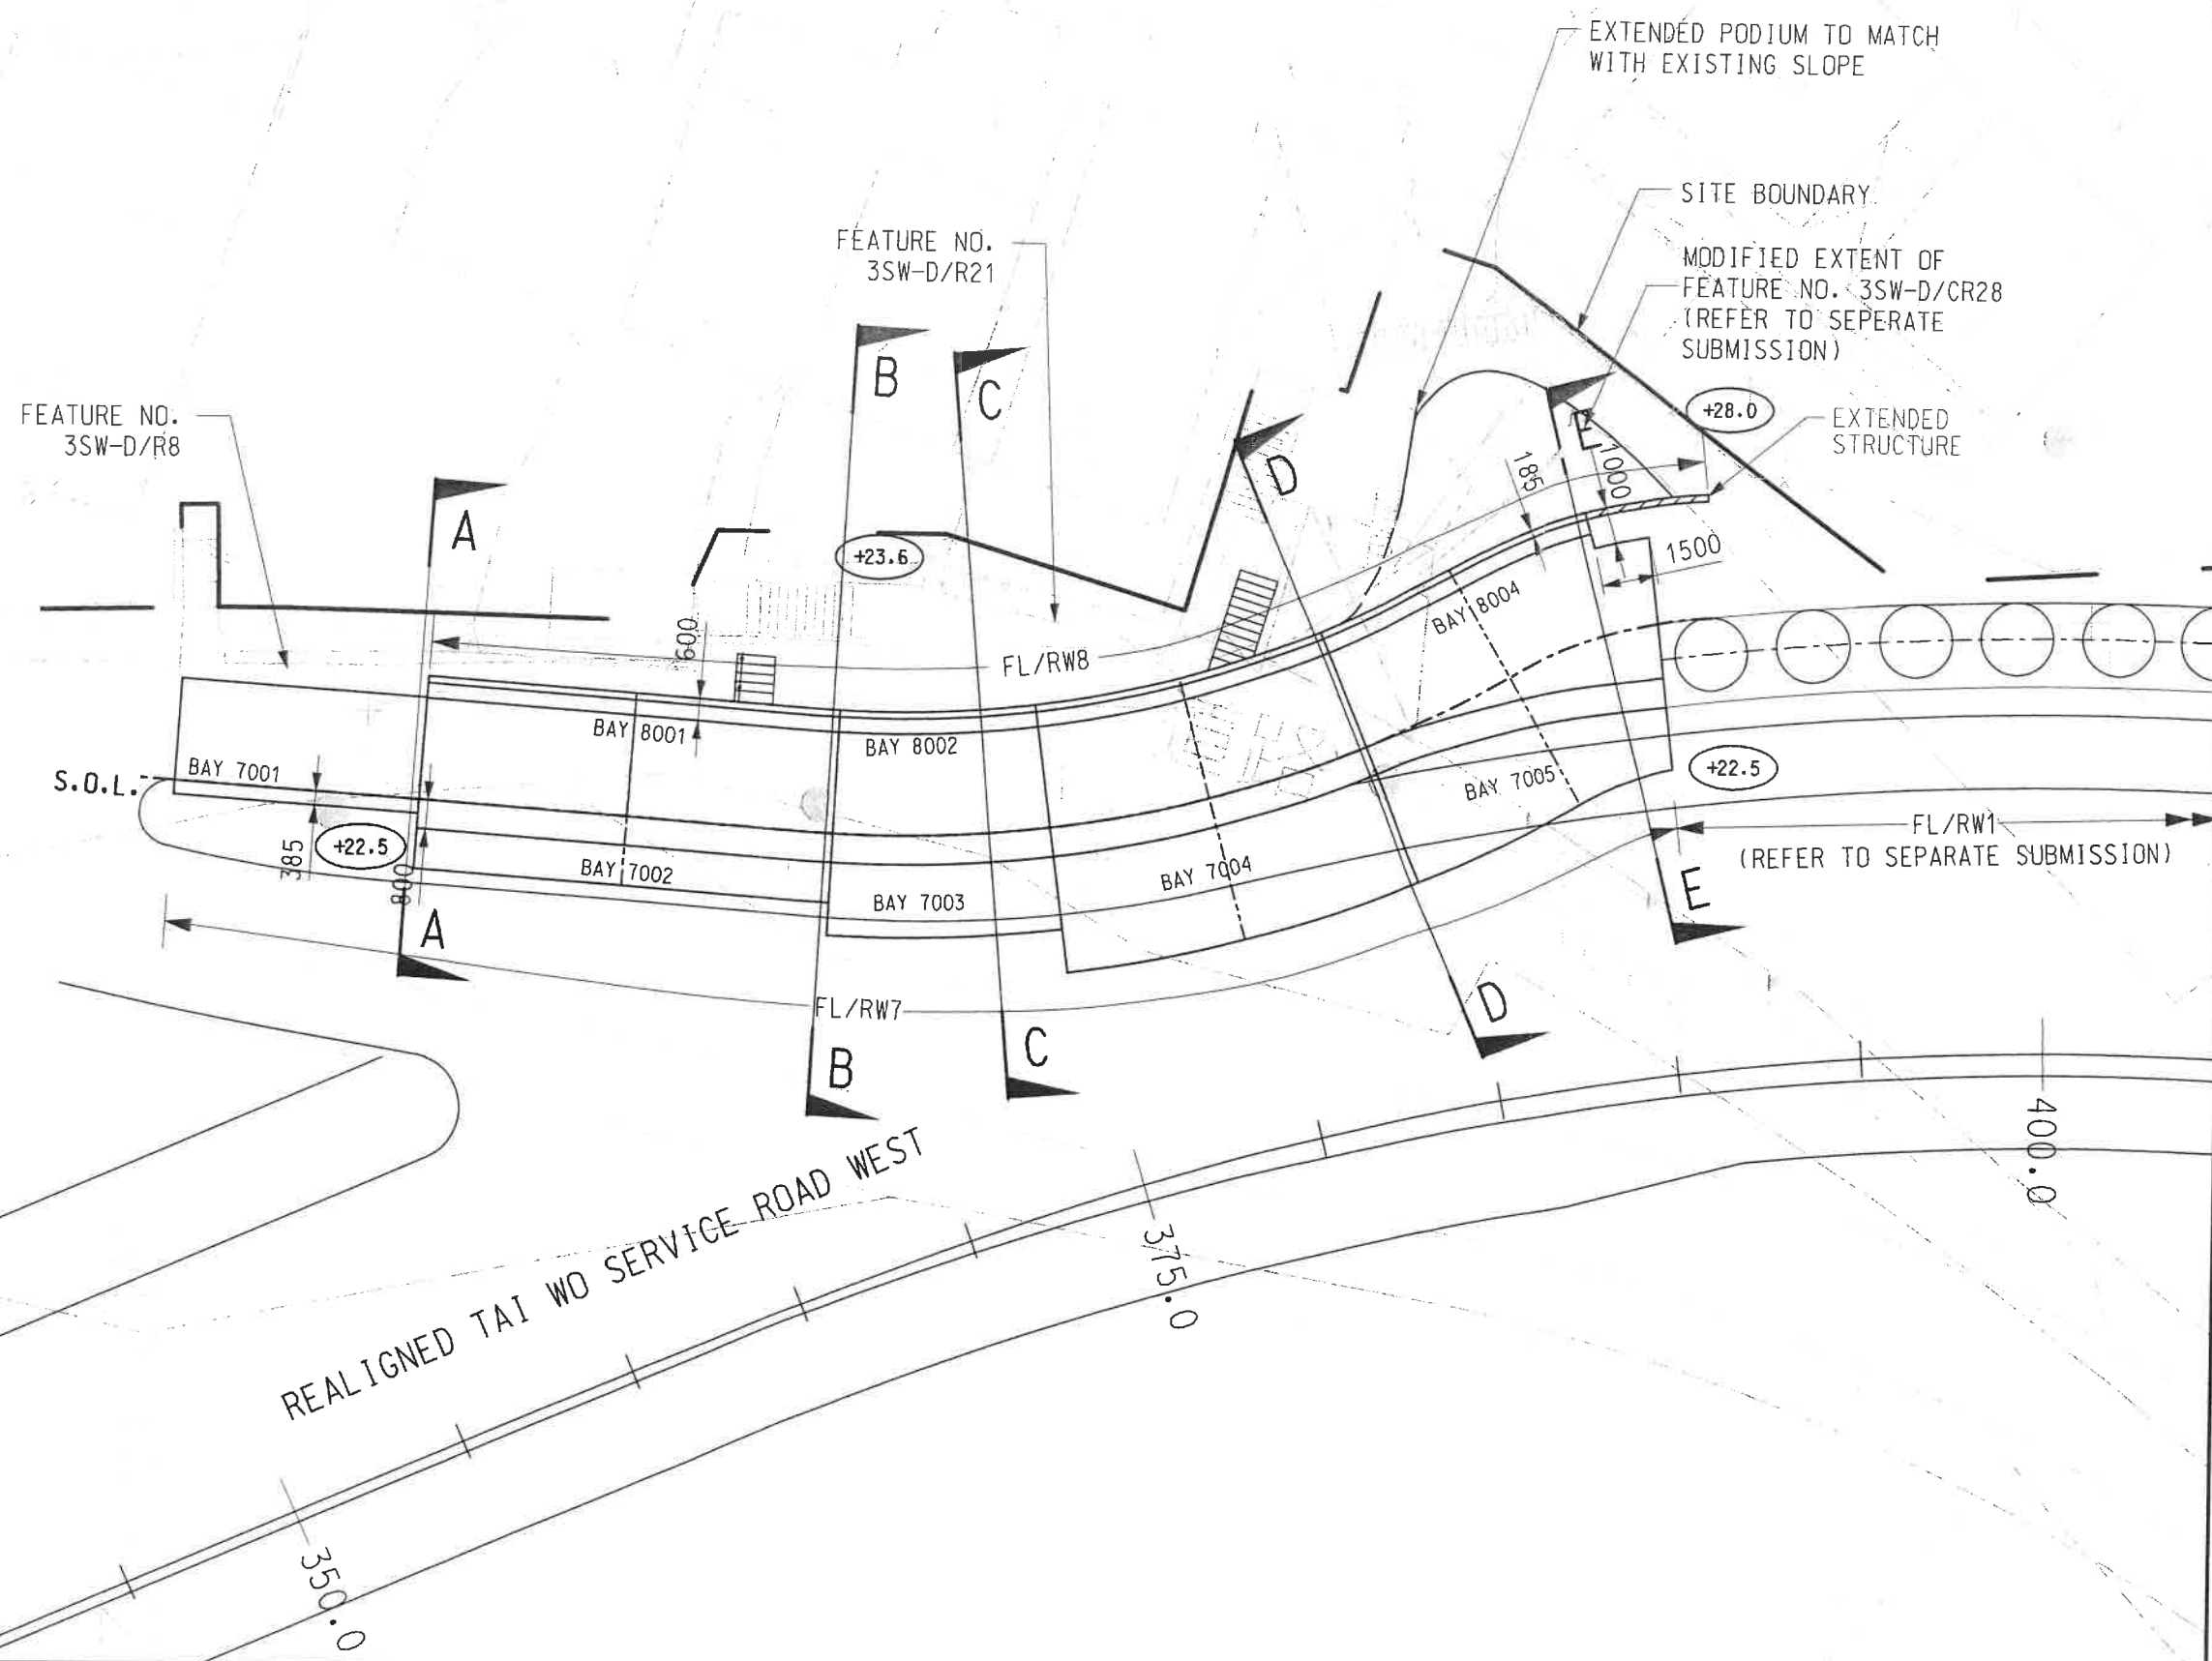 EXTENDED PODIUM TO MATCH
WITH EXISTING SLOPE
SITE BOUNDARY
FEATURE NO.
3SW-D/R21
MODIFIED EXTENT OF
FEATURE NO. 3SW-D/CR28
(REFER TO SEPERATE
SUBMISSION)
B
C
FEATURE NO.
3SW-D/R8
+28.0
EXTENDED
STRUCTURE
E
D
185
1000
A
+23.6
1500
600
BAY 8004
FL/RW8
BAY 8001
BAY 8002
S.O.L.
BAY 7001
BAY 7005
+22.5
385
+22.5
800
BAY 7002
BAY 7003
BAY 7004
FL/RW1
(REFER TO SEPARATE SUBMISSION)
E
A
FL/RW7
D
B
C
REALIGNED TAI WO SERVICE ROAD WEST
400.0
375.0
350.0